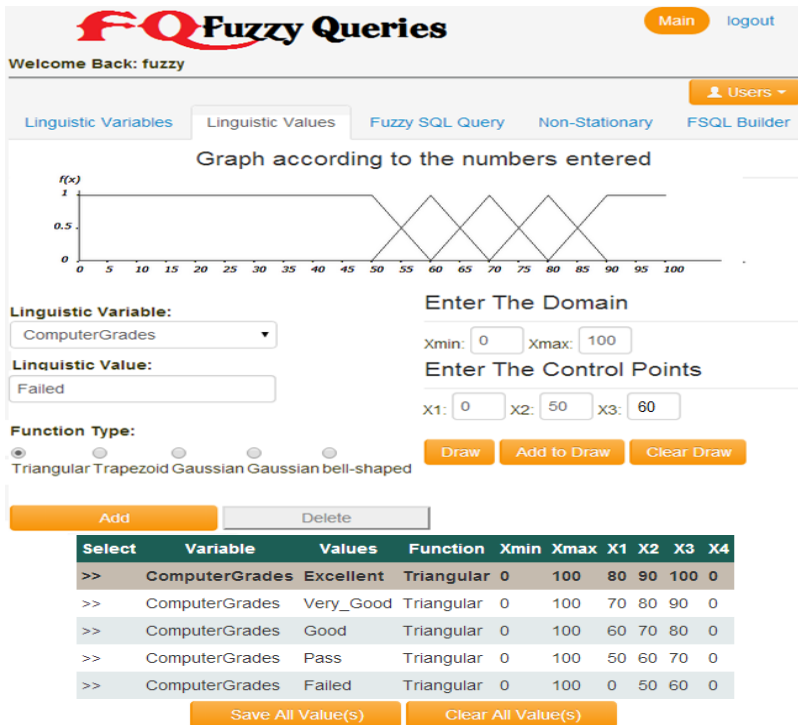 FQ Fuzzy Queries
Main logout
Welcome Back: fuzzy
Users
Linguistic Variables Linguistic Values Fuzzy SQL Query Non-Stationary FSQL Builder
Graph according to the numbers entered
f(x)
1
0.5
0
0 5 10 15 20 25 30 35 40 45 50 55 60 65 70 75 80 85 90 95 100
Linguistic Variable:
ComputerGrades
Linguistic Value:
Failed
Function Type:
Triangular Trapezoid Gaussian Gaussian bell-shaped
Enter The Domain
Xmin: 0 Xmax: 100
Enter The Control Points
X1: 0 X2: 50 X3: 60
Draw Add to Draw Clear Draw
Add Delete
Select Variable Values Function Xmin Xmax X1 X2 X3 X4
>> ComputerGrades Excellent Triangular 0 100 80 90 100 0
>> ComputerGrades Very_Good Triangular 0 100 70 80 90 0
>> ComputerGrades Good Triangular 0 100 60 70 80 0
>> ComputerGrades Pass Triangular 0 100 50 60 70 0
>> ComputerGrades Failed Triangular 0 100 0 50 60 0
Save All Value(s) Clear All Value(s)